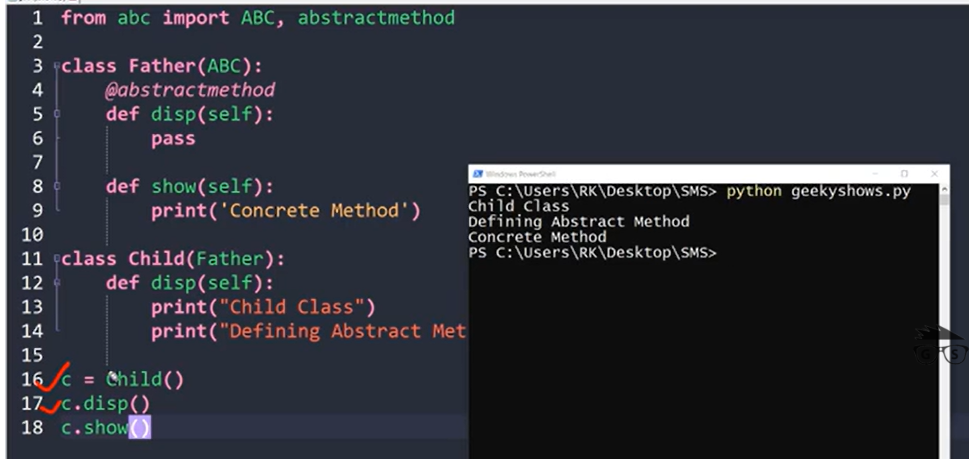 1 from abc import ABC, abstractmethod
2
3 class Father(ABC):
4     @abstractmethod
5     def disp(self):
6         pass
7
8     def show(self):
9         print('Concrete Method')
10
11 class Child(Father):
12     def disp(self):
13         print("Child Class")
14         print("Defining Abstract Met
15
16 c = Child()
17 c.disp()
18 c.show()
Windows PowerShell
PS C:\Users\RK\Desktop\SMS> python geekyshows.py
Child Class
Defining Abstract Method
Concrete Method
PS C:\Users\RK\Desktop\SMS>
G S